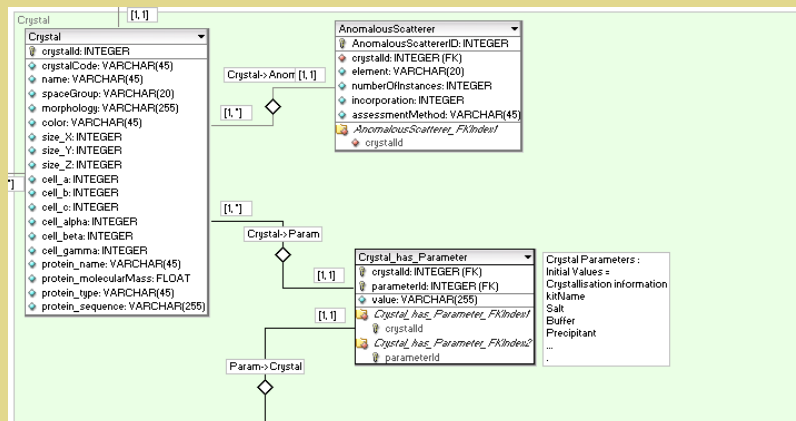 [1, 1]
Crystal
Crystal
crystalId: INTEGER
crystalCode: VARCHAR(45)
name: VARCHAR(45)
spaceGroup: VARCHAR(20)
morphology: VARCHAR(255)
color: VARCHAR(45)
size_X: INTEGER
size_Y: INTEGER
size_Z: INTEGER
cell_a: INTEGER
cell_b: INTEGER
cell_c: INTEGER
cell_alpha: INTEGER
cell_beta: INTEGER
cell_gamma: INTEGER
protein_name: VARCHAR(45)
protein_molecularMass: FLOAT
protein_type: VARCHAR(45)
protein_sequence: VARCHAR(255)
*]
Crystal->Anom
[1, 1]
[1, *]
AnomalousScatterer
AnomalousScattererID: INTEGER
crystalId: INTEGER (FK)
element: VARCHAR(20)
numberOfInstances: INTEGER
incorporation: INTEGER
assessmentMethod: VARCHAR(45)
AnomalousScatterer_FKIndex1
crystalId
[1, *]
Crystal->Param
[1, 1]
Crystal_has_Parameter
crystalId: INTEGER (FK)
parameterId: INTEGER (FK)
value: VARCHAR(255)
Crystal_has_Parameter_FKIndex1
crystalId
Crystal_has_Parameter_FKIndex2
parameterId
[1, 1]
Param->Crystal
Crystal Parameters :
Initial Values =
Crystallisation information
kitName
Salt
Buffer
Precipitant
...
.